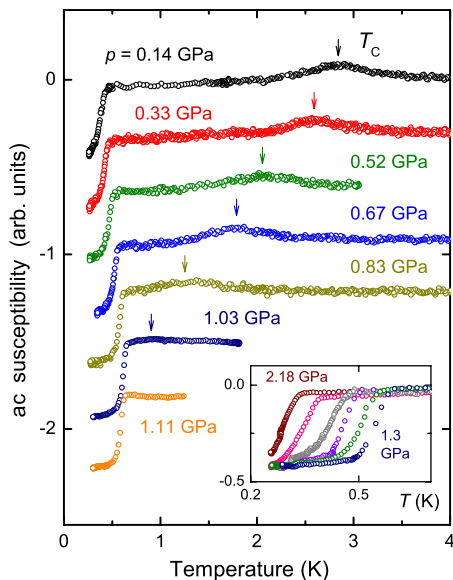 p = 0.14 GPa
T_C
0.33 GPa
0.52 GPa
0.67 GPa
0.83 GPa
1.03 GPa
1.11 GPa
0
-1
-2
ac susceptibility (arb. units)
0
1
2
3
4
Temperature (K)
2.18 GPa
1.3
GPa
0.0
-0.5
0.2
0.5
T (K)